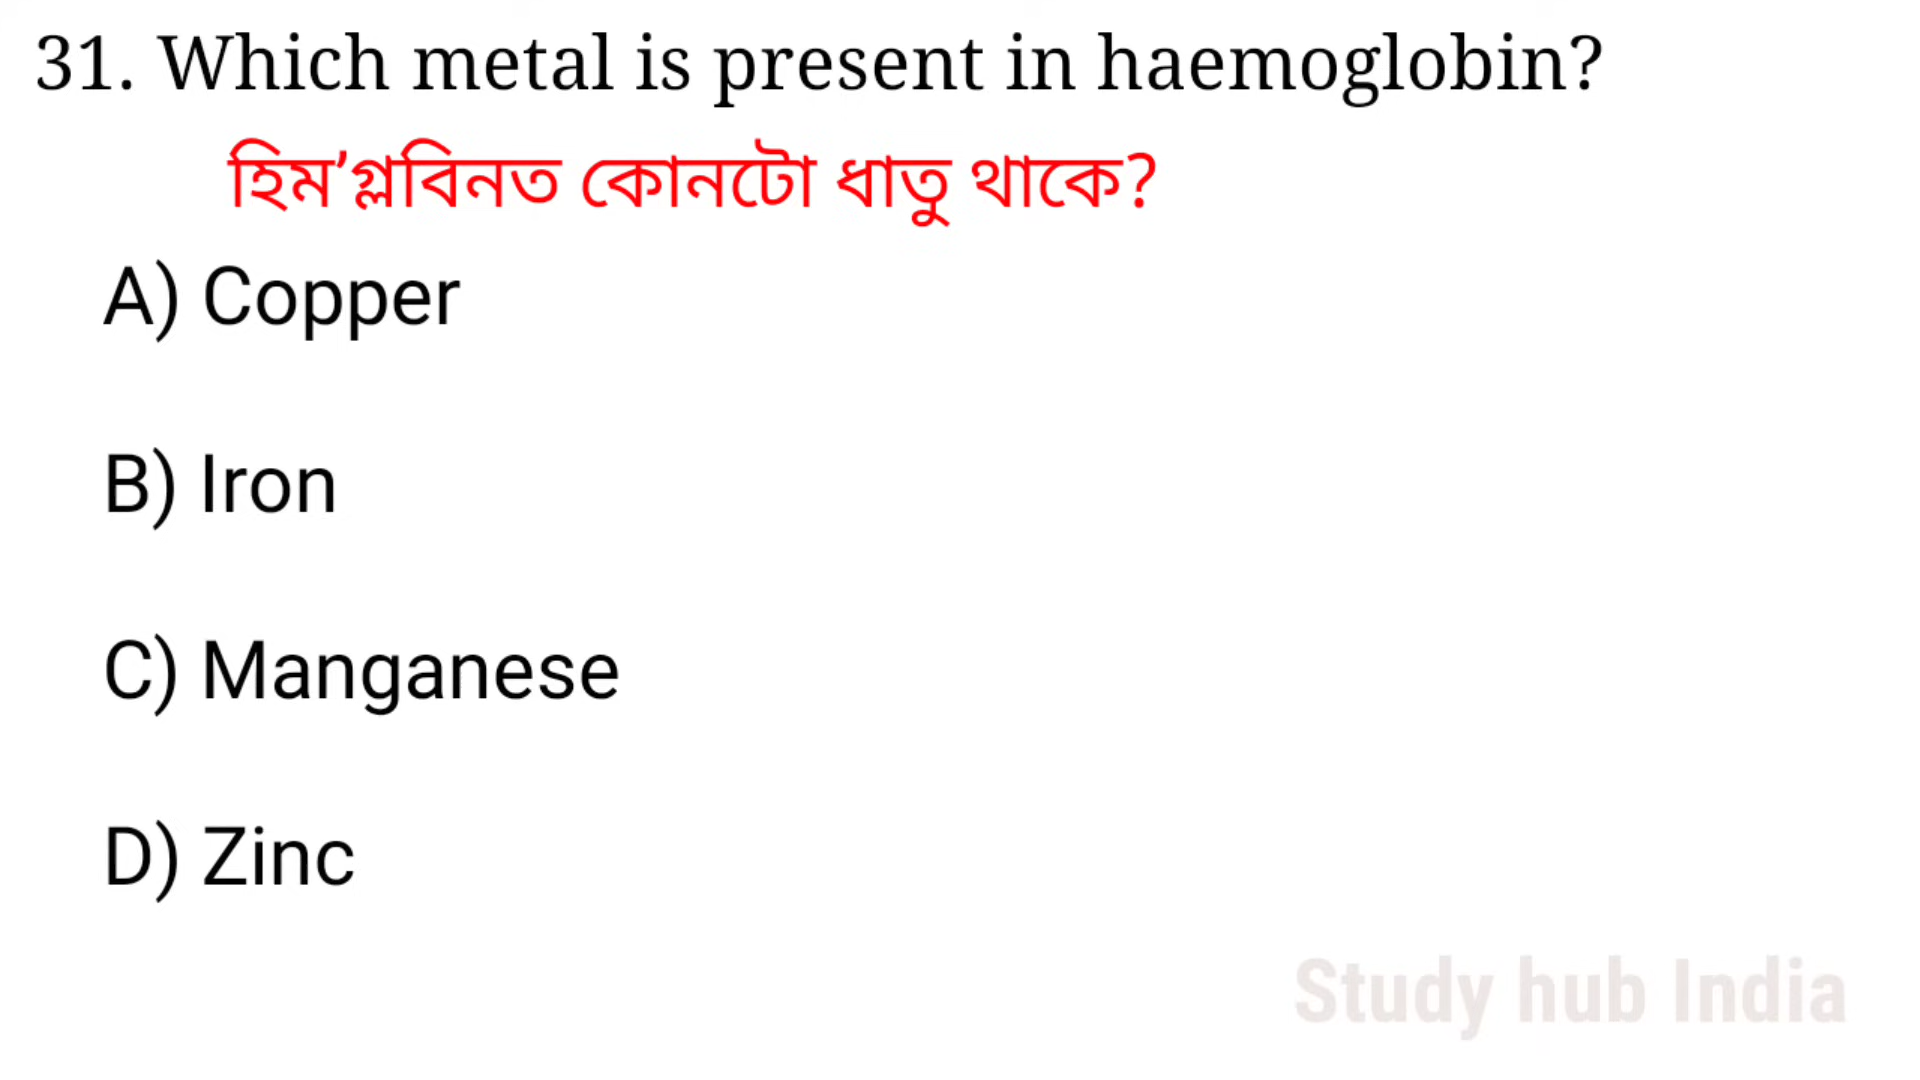 31. Which metal is present in haemoglobin?
হিম’গ্লবিনত কোনটো ধাতু থাকে?
A) Copper
B) Iron
C) Manganese
D) Zinc
Study hub India